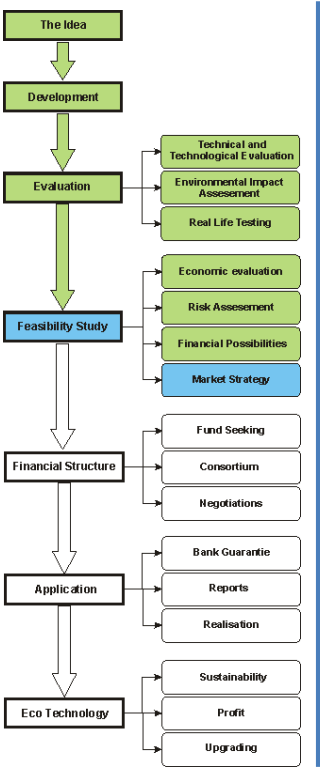 The Idea
Development
Evaluation
Technical and
Technological Evaluation
Environmental Impact
Assesement
Real Life Testing
Feasibility Study
Economic evaluation
Risk Assement
Financial Possibilities
Market Strategy
Financial Structure
Fund Seeking
Consortium
Negotiations
Application
Bank Guarantie
Reports
Realisation
Eco Technology
Sustainability
Profit
Upgrading